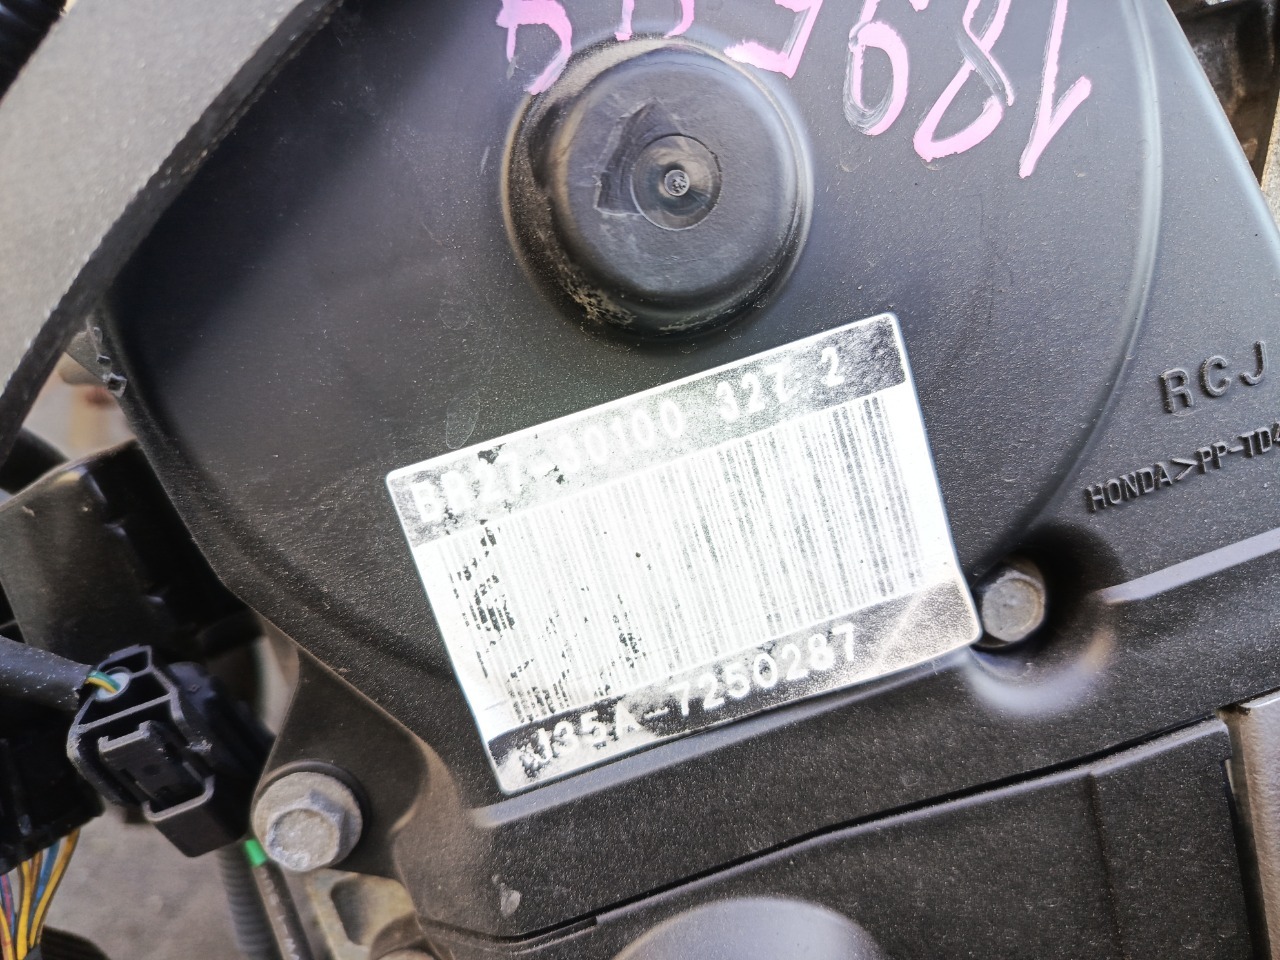 BB27-30100 327 2
J35A-7250287
RCJ
HONDA>PP-TD4